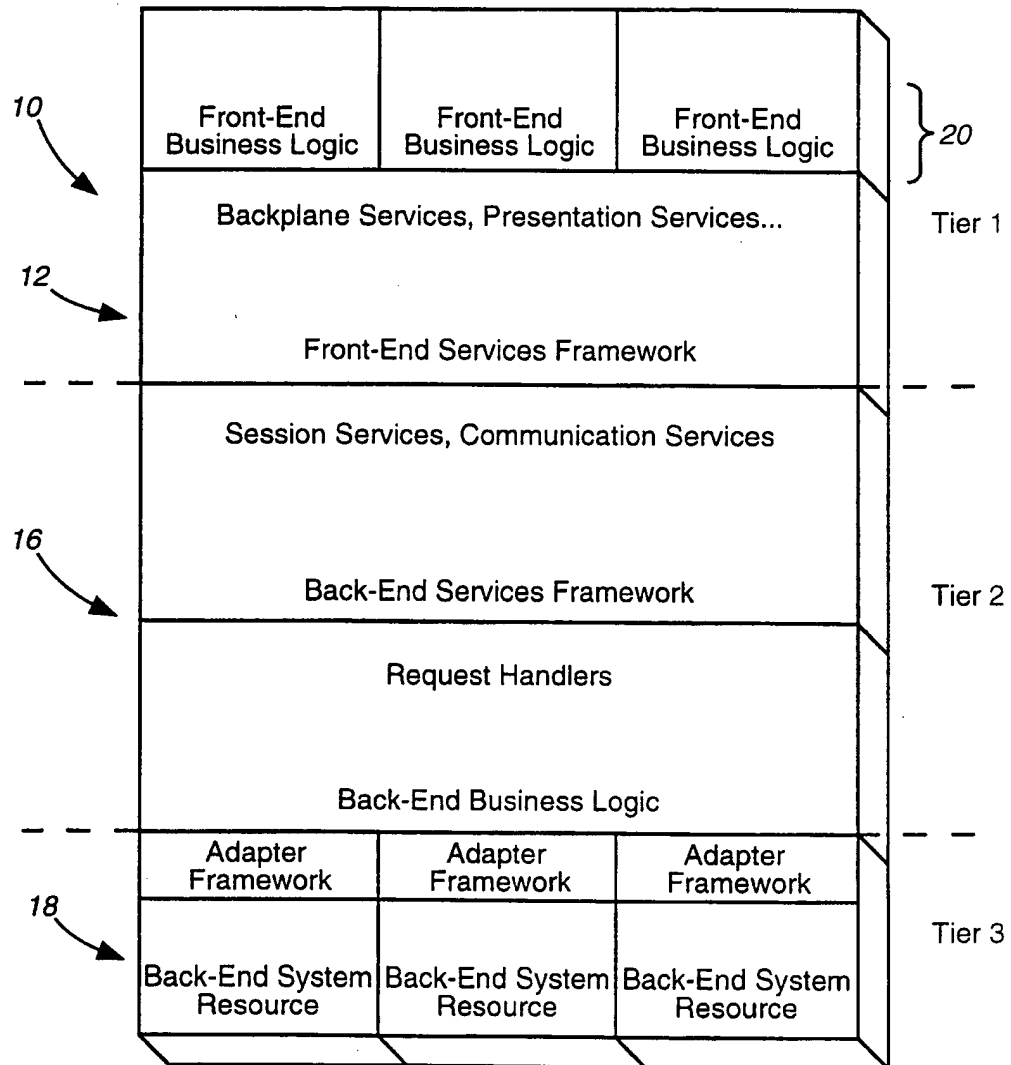 10
Front-End
Business Logic
Front-End
Business Logic
Front-End
Business Logic
20
Backplane Services, Presentation Services...
Tier 1
12
Front-End Services Framework
Session Services, Communication Services
16
Back-End Services Framework
Tier 2
Request Handlers
Back-End Business Logic
Adapter
Framework
Adapter
Framework
Adapter
Framework
18
Tier 3
Back-End System
Resource
Back-End System
Resource
Back-End System
Resource